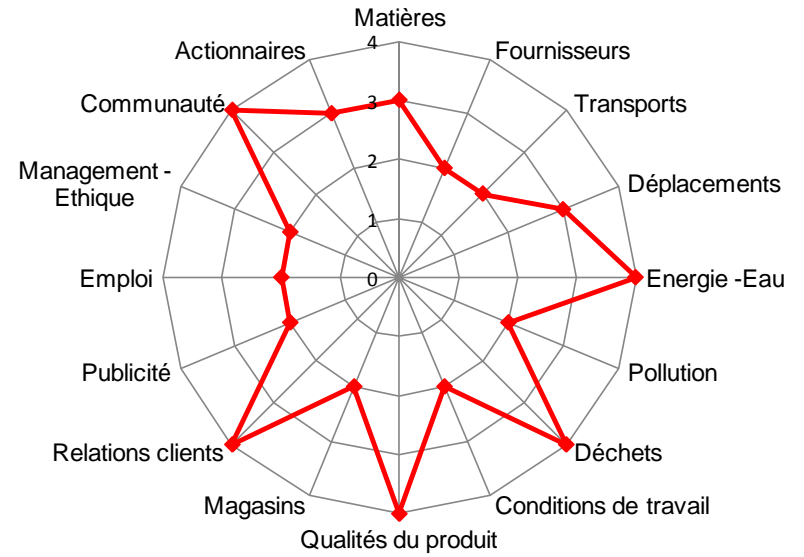 Matières
4
Actionnaires
Fournisseurs
3
Communauté
Transports
2
Management -
Ethique
Déplacements
1
Emploi
0
Energie -Eau
Publicité
Pollution
Relations clients
Déchets
Magasins
Conditions de travail
Qualités du produit